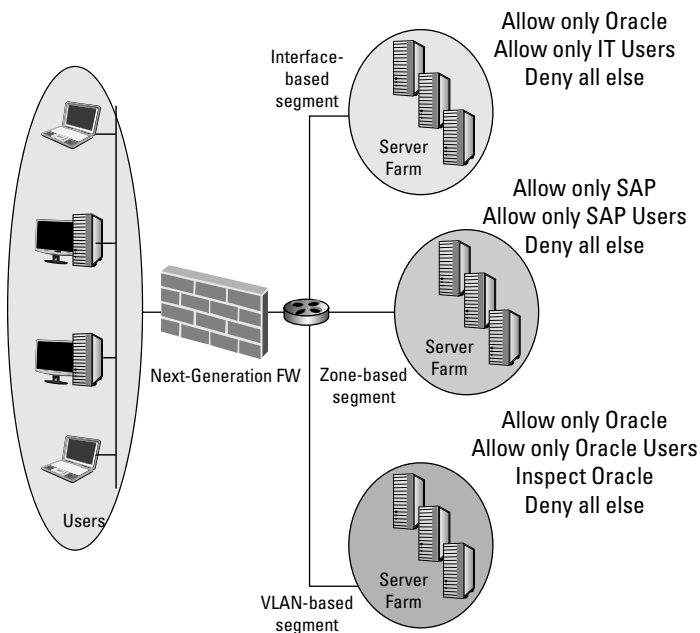 Allow only Oracle
Allow only IT Users
Deny all else
Interface-
based
segment
Server
Farm
Allow only SAP
Allow only SAP Users
Deny all else
Server
Farm
Next-Generation FW
Zone-based
segment
Allow only Oracle
Allow only Oracle Users
Inspect Oracle
Deny all else
Users
Server
Farm
VLAN-based
segment